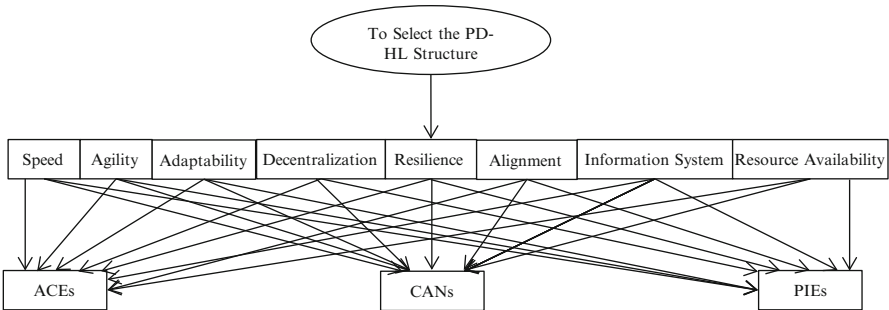 To Select the PD-
HL Structure
Speed Agility Adaptability Decentralization Resilience Alignment Information System Resource Availability
ACEs CANs PIEs